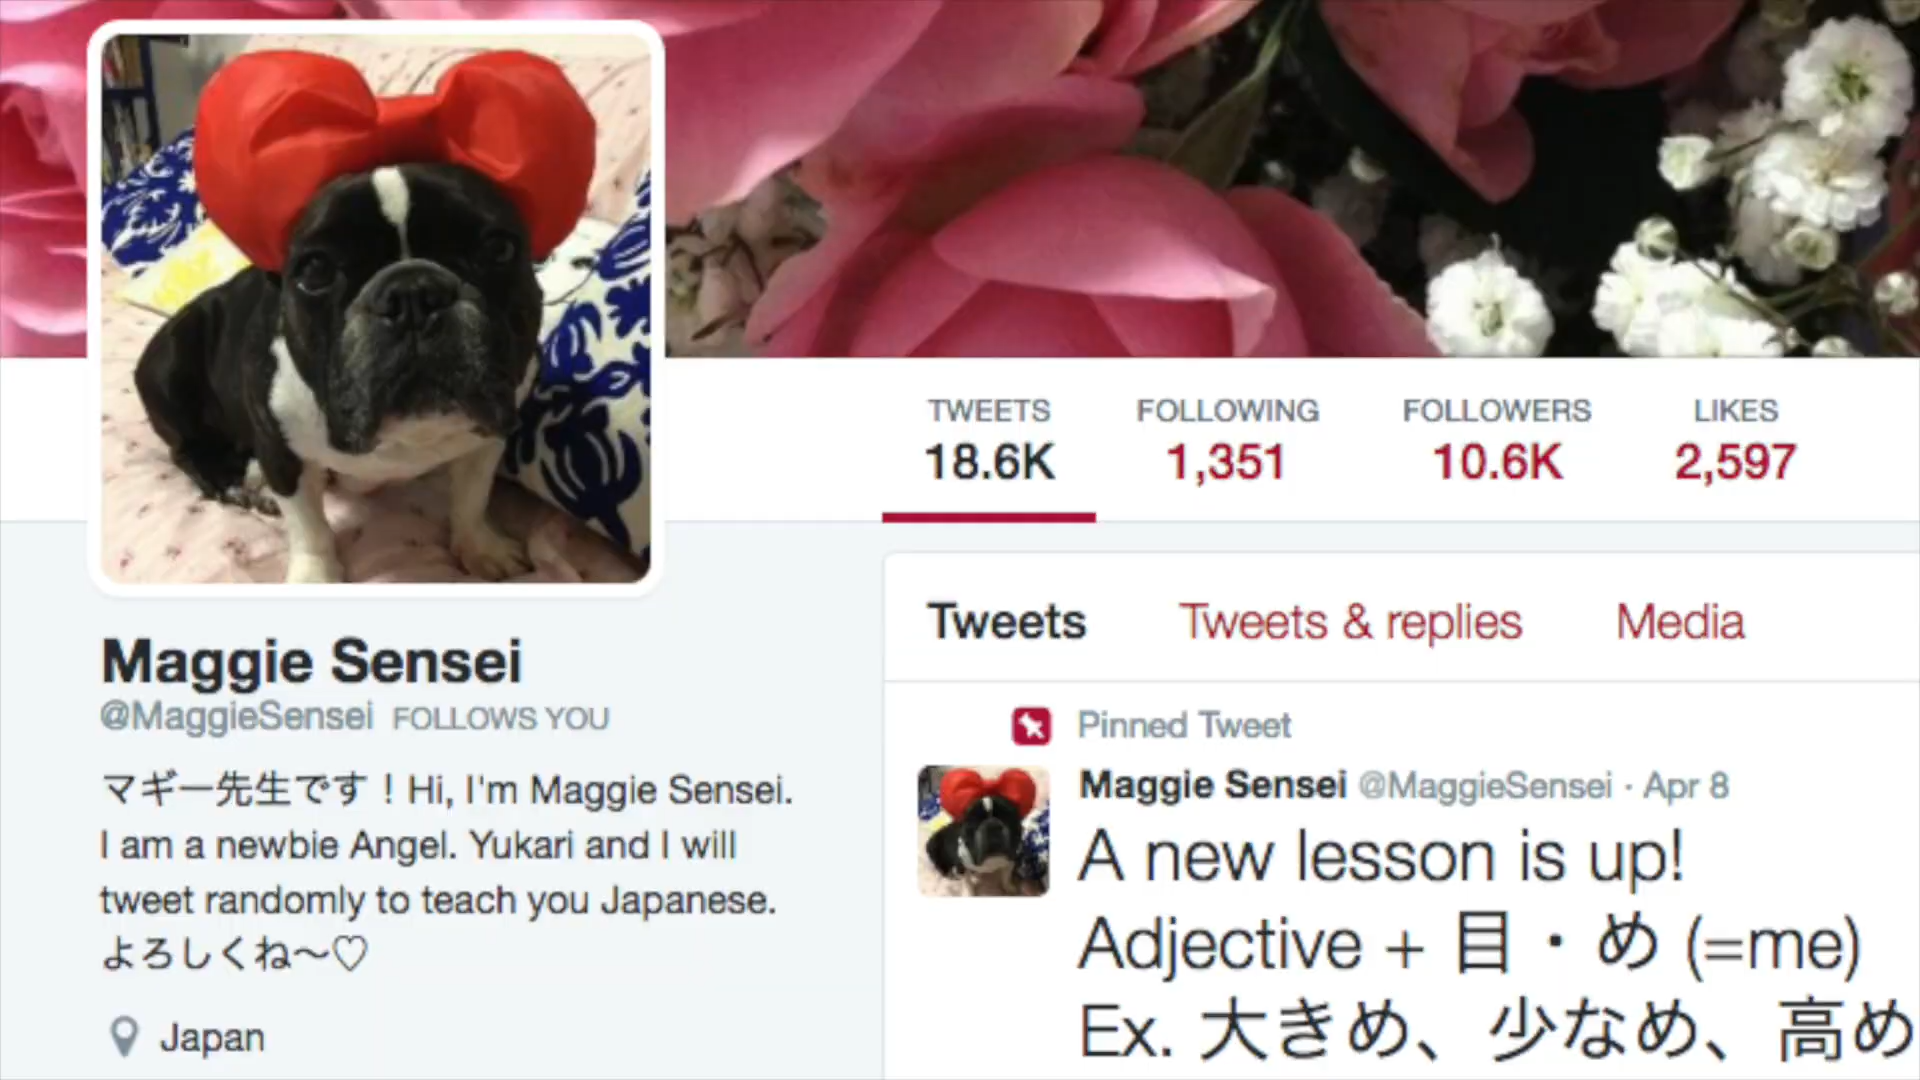 TWEETS FOLLOWING FOLLOWERS LIKES
18.6K 1,351 10.6K 2,597
Maggie Sensei
@MaggieSensei FOLLOWS YOU
マギー先生です！Hi, I'm Maggie Sensei.
I am a newbie Angel. Yukari and I will
tweet randomly to teach you Japanese.
よろしくね〜♡
Japan
Tweets Tweets & replies Media
Pinned Tweet
Maggie Sensei @MaggieSensei · Apr 8
A new lesson is up!
Adjective + 目・め (=me)
Ex. 大きめ、少なめ、高め